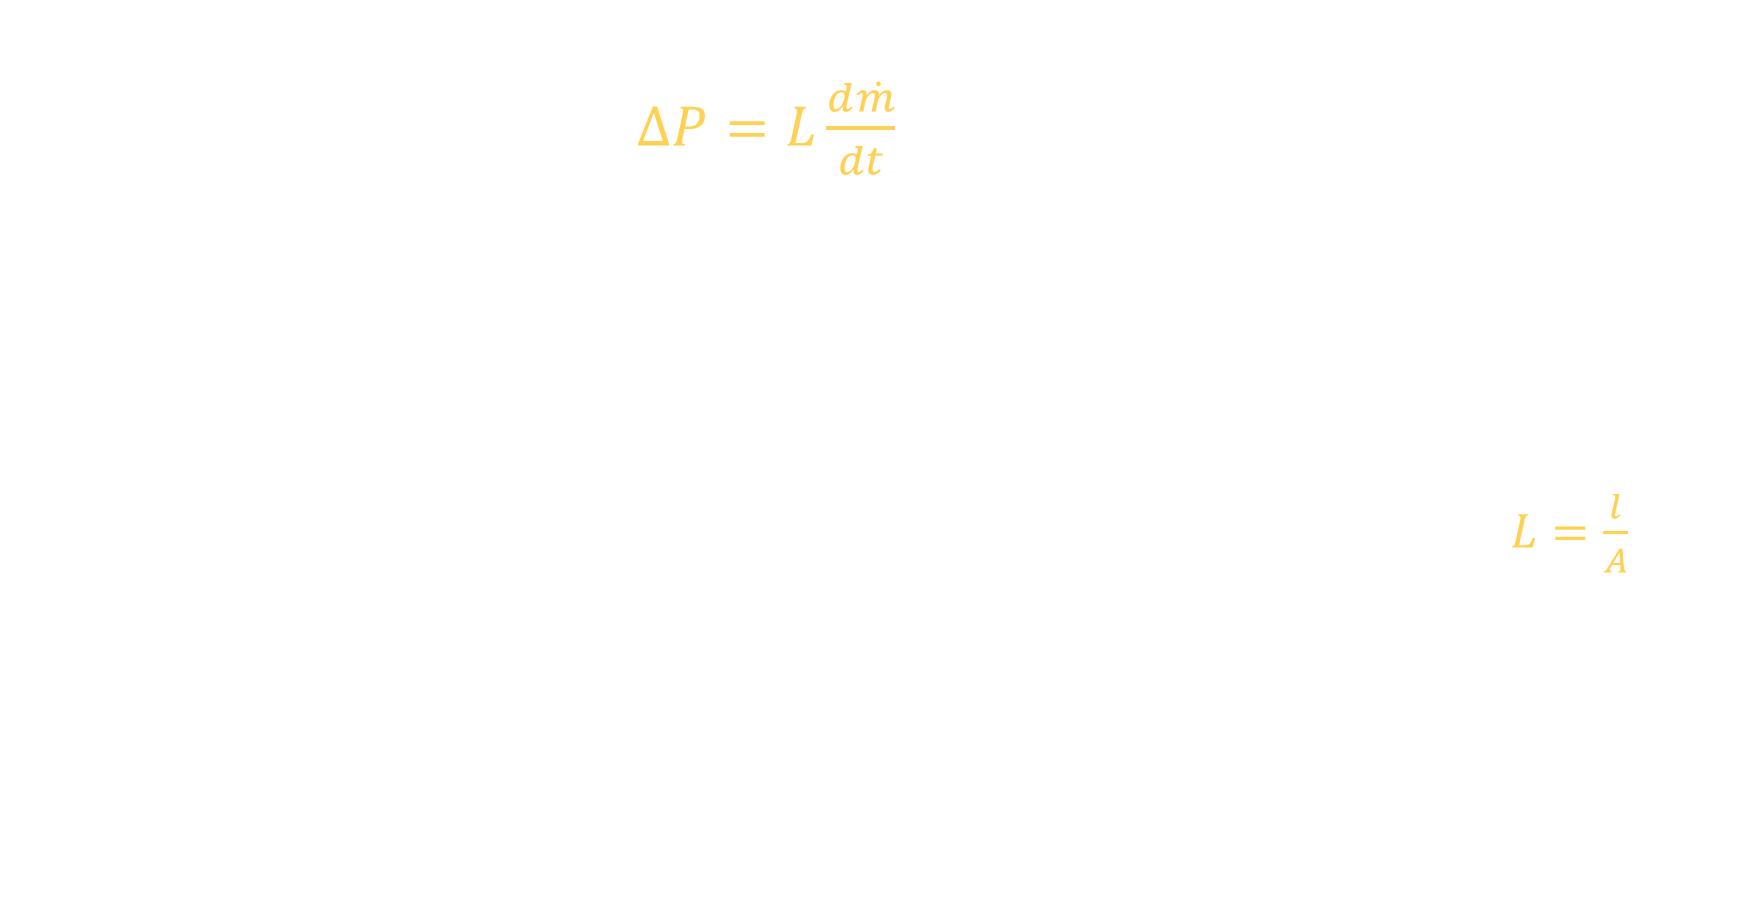 ΔP = L dṁ/dt
L = l/A